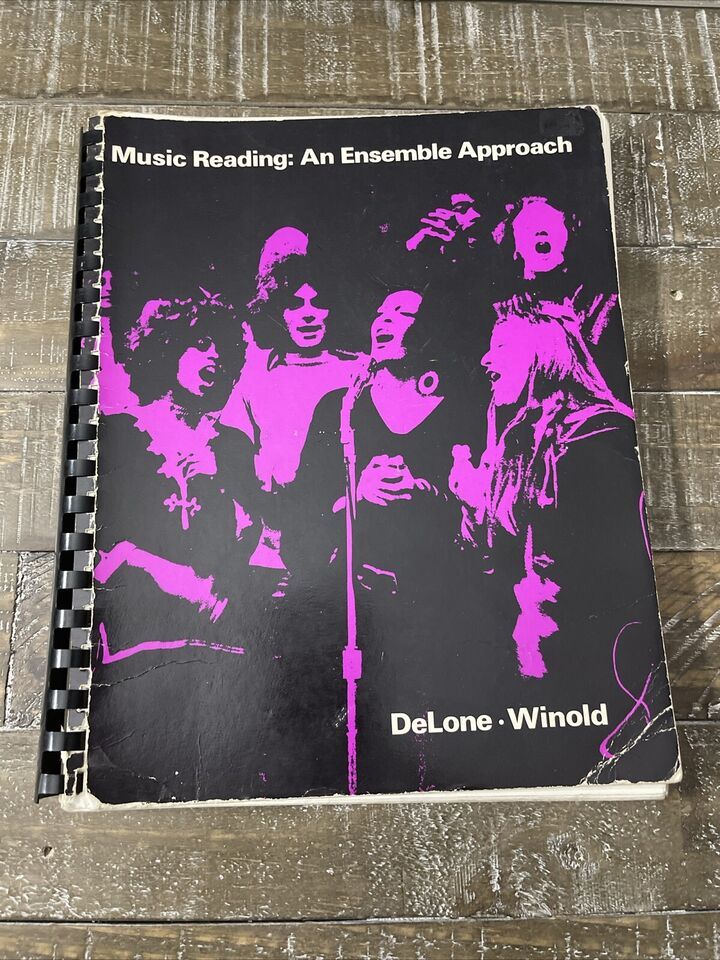 Music Reading: An Ensemble Approach
DeLone · Winold